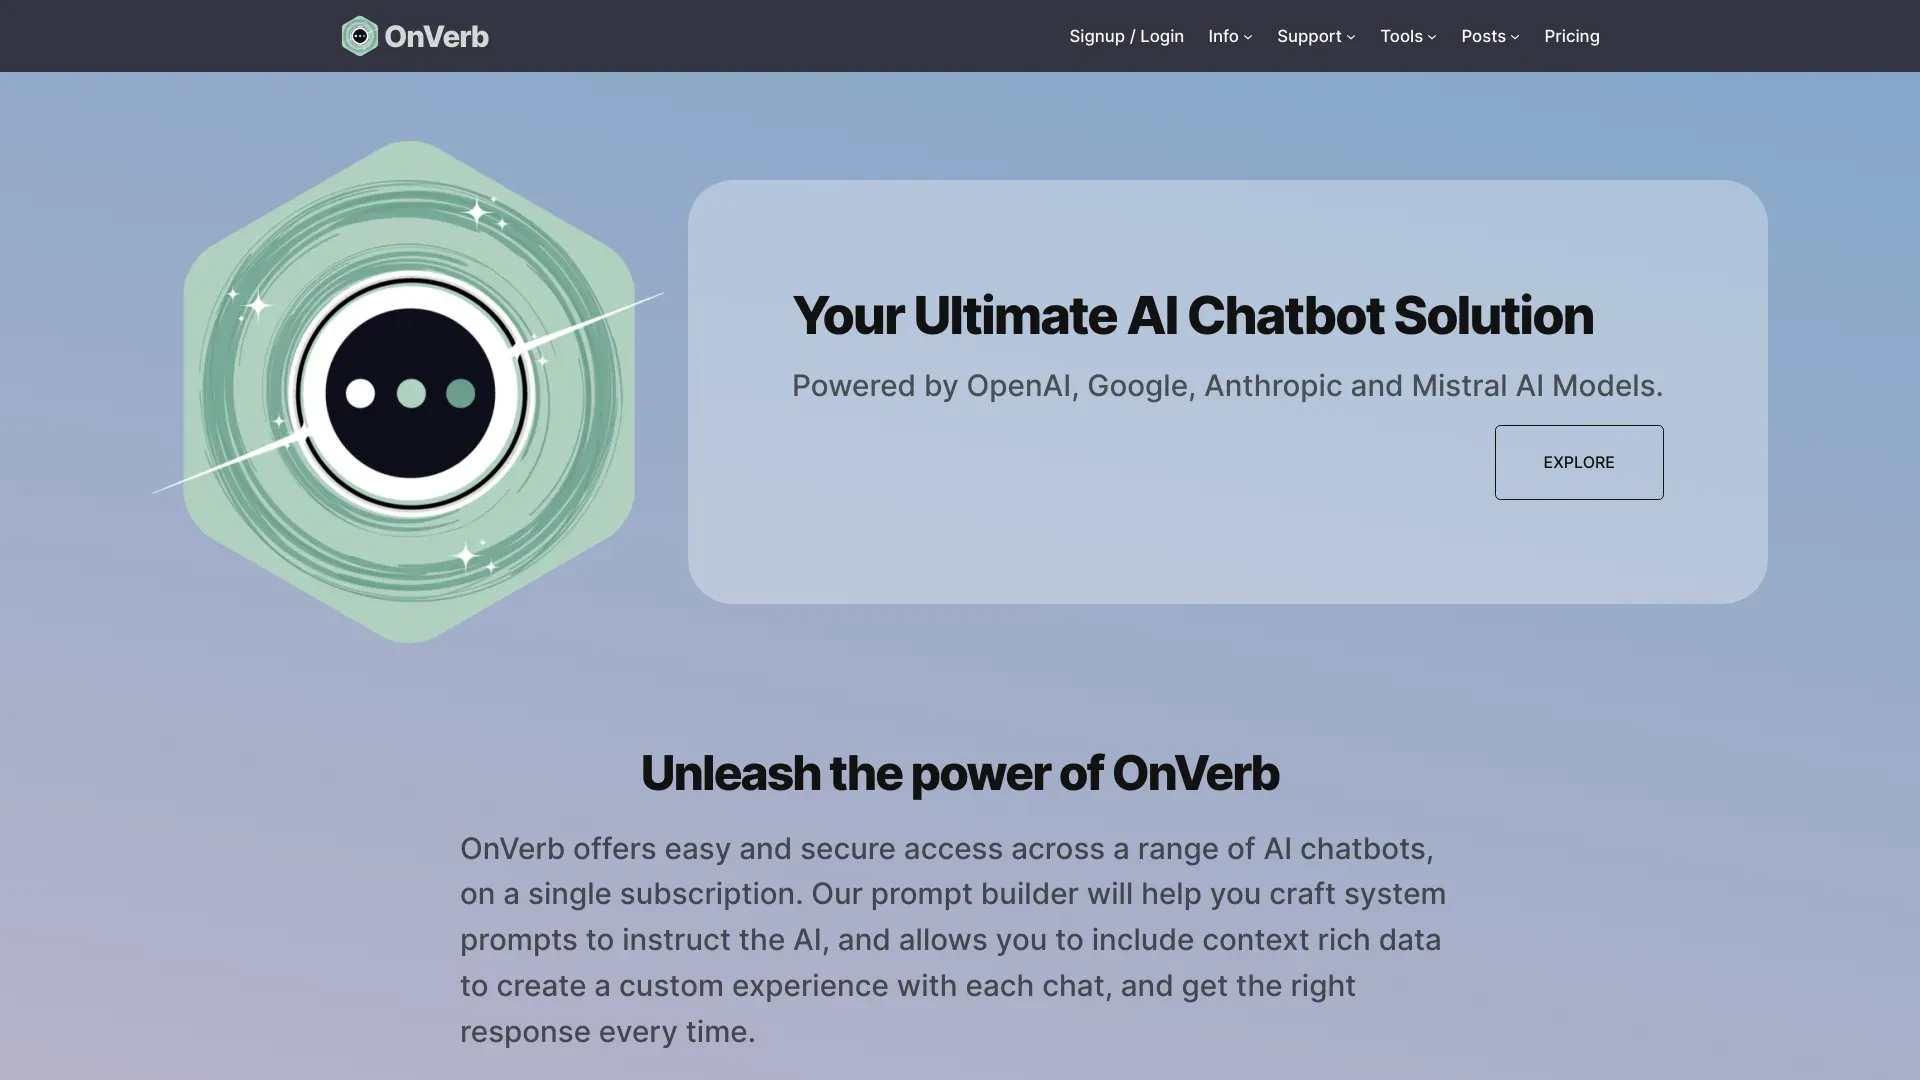 OnVerb
Signup / Login
Info
Support
Tools
Posts
Pricing
Your Ultimate AI Chatbot Solution
Powered by OpenAI, Google, Anthropic and Mistral AI Models.
EXPLORE
Unleash the power of OnVerb
OnVerb offers easy and secure access across a range of AI chatbots,
on a single subscription. Our prompt builder will help you craft system
prompts to instruct the AI, and allows you to include context rich data
to create a custom experience with each chat, and get the right
response every time.